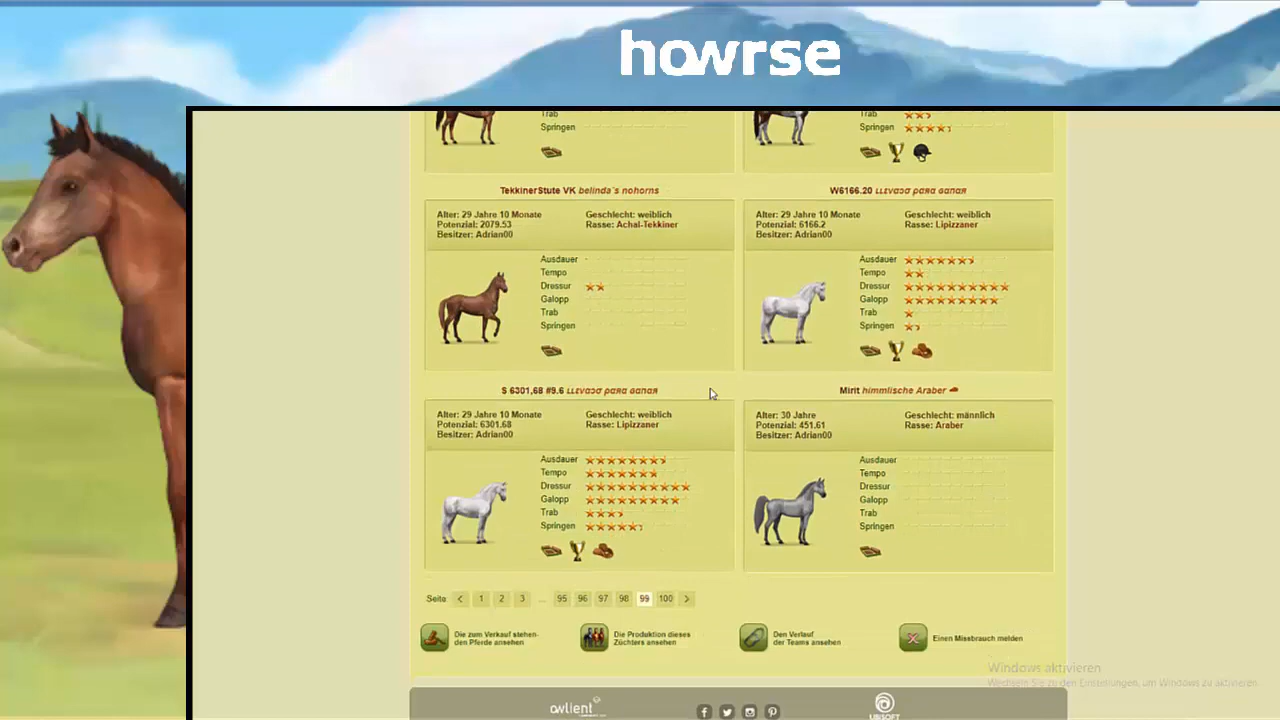 howrse
Trab
Springen
Trab
Springen
TekkinerStute VK belinda´s nohorns
Alter: 29 Jahre 10 Monate
Potenzial: 2079.53
Besitzer: Adrian00
Geschlecht: weiblich
Rasse: Achal-Tekkiner
Ausdauer
Tempo
Dressur
Galopp
Trab
Springen
W6166.20
Alter: 29 Jahre 10 Monate
Potenzial: 6166.2
Besitzer: Adrian00
Geschlecht: weiblich
Rasse: Lipizzaner
Ausdauer
Tempo
Dressur
Galopp
Trab
Springen
S 6301,68 #9.6
Alter: 29 Jahre 10 Monate
Potenzial: 6301.68
Besitzer: Adrian00
Geschlecht: weiblich
Rasse: Lipizzaner
Ausdauer
Tempo
Dressur
Galopp
Trab
Springen
Mirit himmlische Araber
Alter: 30 Jahre
Potenzial: 451.61
Besitzer: Adrian00
Geschlecht: männlich
Rasse: Araber
Ausdauer
Tempo
Dressur
Galopp
Trab
Springen
Seite < 1 2 3 ... 95 96 97 98 99 100 >
Die zum Verkauf stehen-
den Pferde ansehen
Die Produktion dieses
Züchters ansehen
Den Verlauf
der Teams ansehen
Einen Missbrauch melden
Windows aktivieren
Wechseln Sie zu den Einstellungen, um Windows zu aktivieren.
owlient
UBISOFT